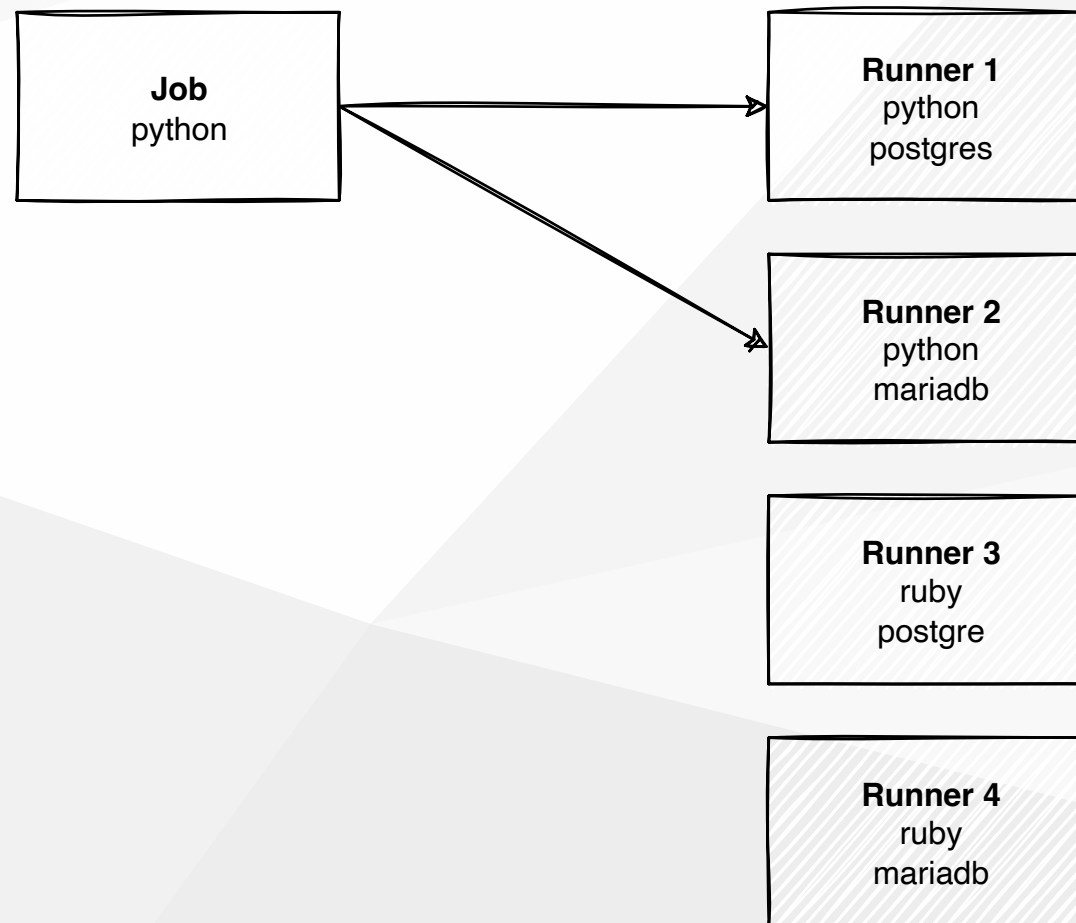 Job
python
Runner 1
python
postgres
Runner 2
python
mariadb
Runner 3
ruby
postgre
Runner 4
ruby
mariadb